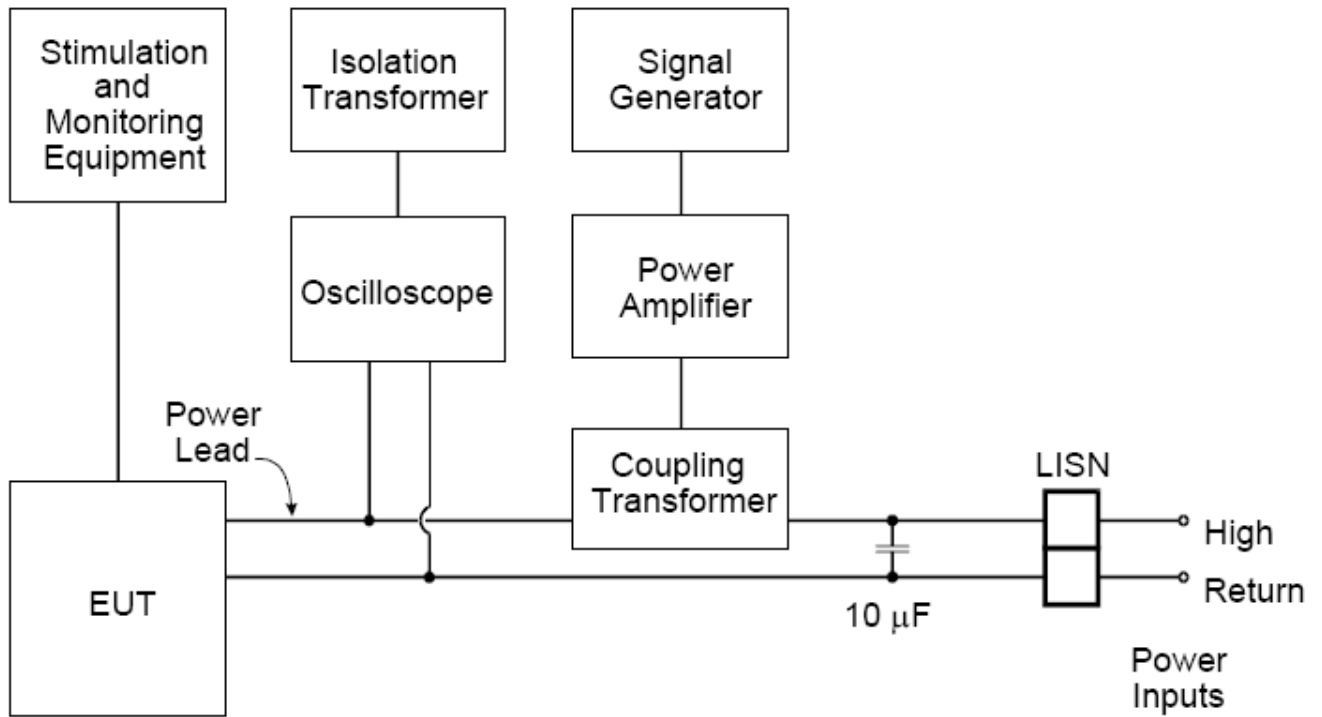 Stimulation
and
Monitoring
Equipment
Isolation
Transformer
Signal
Generator
Oscilloscope
Power
Amplifier
Power
Lead
Coupling
Transformer
LISN
High
Return
EUT
10 μF
Power
Inputs